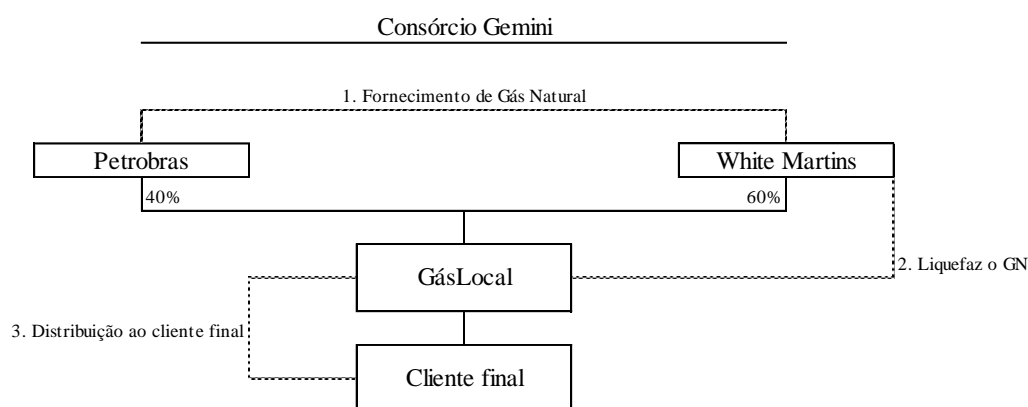 Consórcio Gemini
1. Fornecimento de Gás Natural
Petrobras
White Martins
40%
60%
GásLocal
2. Liquefaz o GN
3. Distribuição ao cliente final
Cliente final